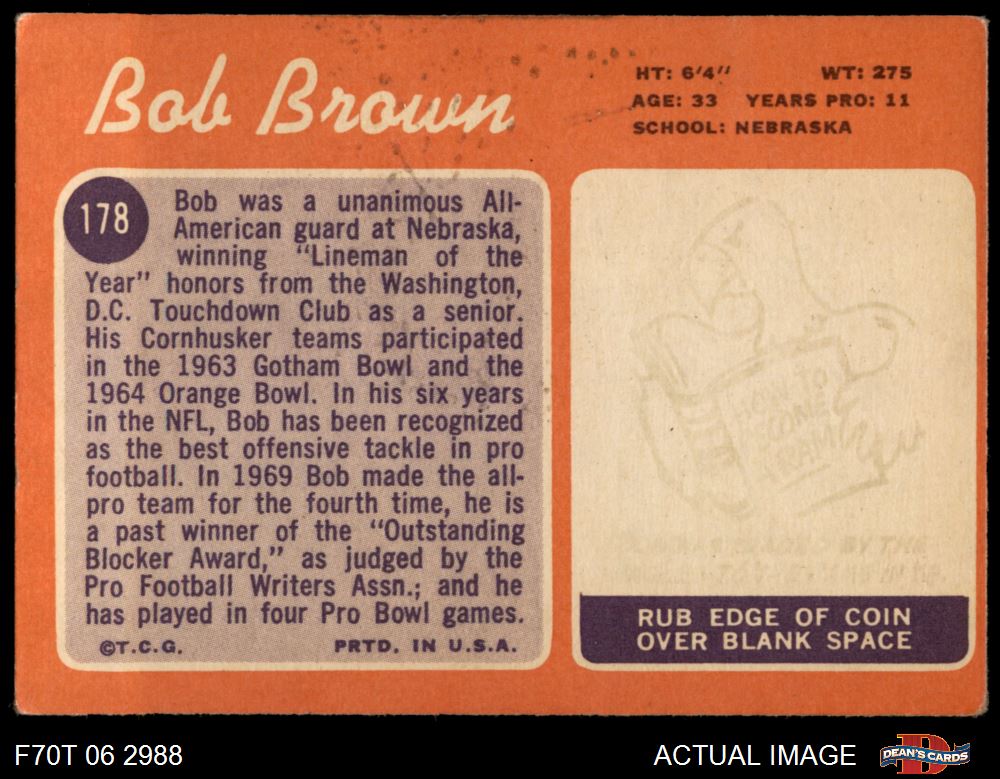 Bob Brown
HT: 6'4" WT: 275
AGE: 33 YEARS PRO: 11
SCHOOL: NEBRASKA
178
Bob was a unanimous All-
American guard at Nebraska,
winning "Lineman of the
Year" honors from the Washington,
D.C. Touchdown Club as a senior.
His Cornhusker teams participated
in the 1963 Gotham Bowl and the
1964 Orange Bowl. In his six years
in the NFL, Bob has been recognized
as the best offensive tackle in pro
football. In 1969 Bob made the all-
pro team for the fourth time, he is
a past winner of the "Outstanding
Blocker Award," as judged by the
Pro Football Writers Assn.; and he
has played in four Pro Bowl games.
©T.C.G. PRTD. IN U.S.A.
TO
BY THE
RUB EDGE OF COIN
OVER BLANK SPACE
F70T 06 2988
ACTUAL IMAGE
DEAN'S CARDS